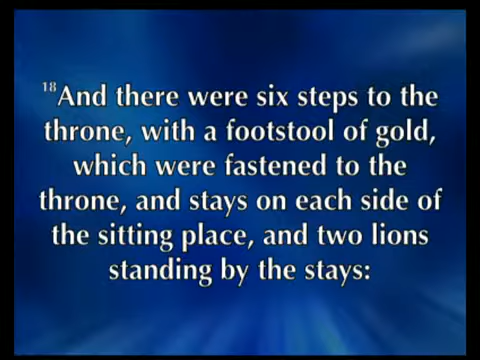 18And there were six steps to the
throne, with a footstool of gold,
which were fastened to the
throne, and stays on each side of
the sitting place, and two lions
standing by the stays: